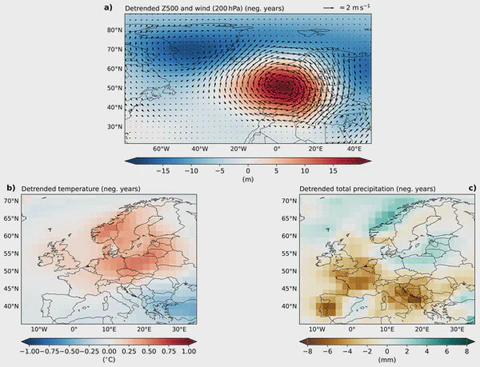 a)
Detrended Z500 and wind (200 hPa) (neg. years)
≈ 2 m s⁻¹
80°N
70°N
60°N
50°N
40°N
30°N
60°W 40°W 20°W 0° 20°E 40°E
−15 −10 −5 0 5 10 15
(m)
b)
Detrended temperature (neg. years)
70°N
65°N
60°N
55°N
50°N
45°N
40°N
10°W 0° 10°E 20°E 30°E
−1.00−0.75−0.50−0.25 0.00 0.25 0.50 0.75 1.00
(°C)
Detrended total precipitation (neg. years)
c)
70°N
65°N
60°N
55°N
50°N
45°N
40°N
10°W 0° 10°E 20°E 30°E
−8 −6 −4 −2 0 2 4 6 8
(mm)